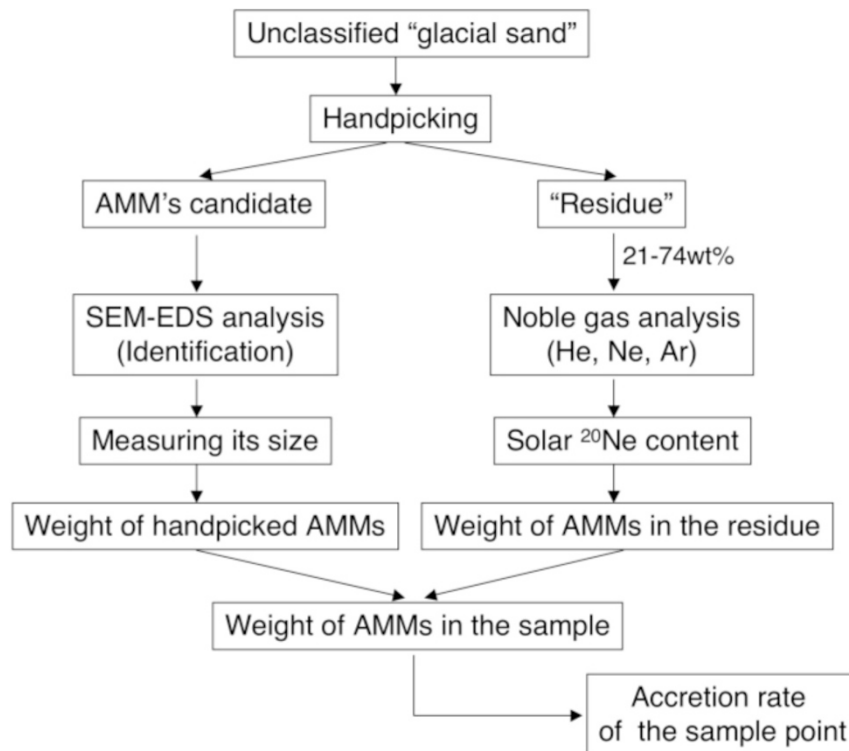 Unclassified “glacial sand”
Handpicking
AMM’s candidate
“Residue”
21-74wt%
SEM-EDS analysis
(Identification)
Noble gas analysis
(He, Ne, Ar)
Measuring its size
Solar ²⁰Ne content
Weight of handpicked AMMs
Weight of AMMs in the residue
Weight of AMMs in the sample
Accretion rate
of the sample point